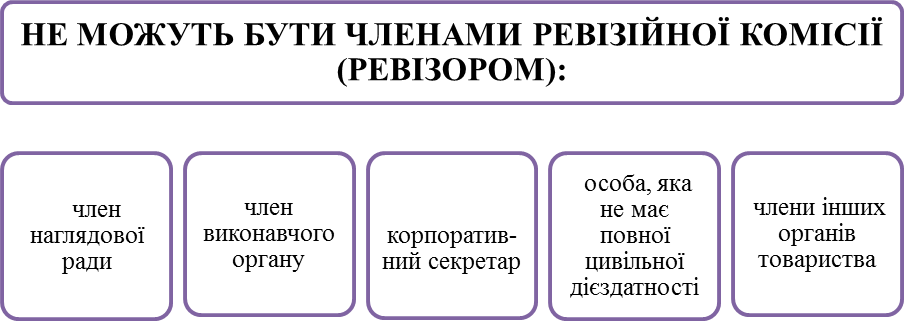 НЕ МОЖУТЬ БУТИ ЧЛЕНАМИ РЕВІЗІЙНОЇ КОМІСІЇ
(РЕВІЗОРОМ):
член
наглядової
ради
член
виконавчого
органу
корпоратив-
ний секретар
особа, яка
не має
повної
цивільної
дієздатності
члени інших
органів
товариства